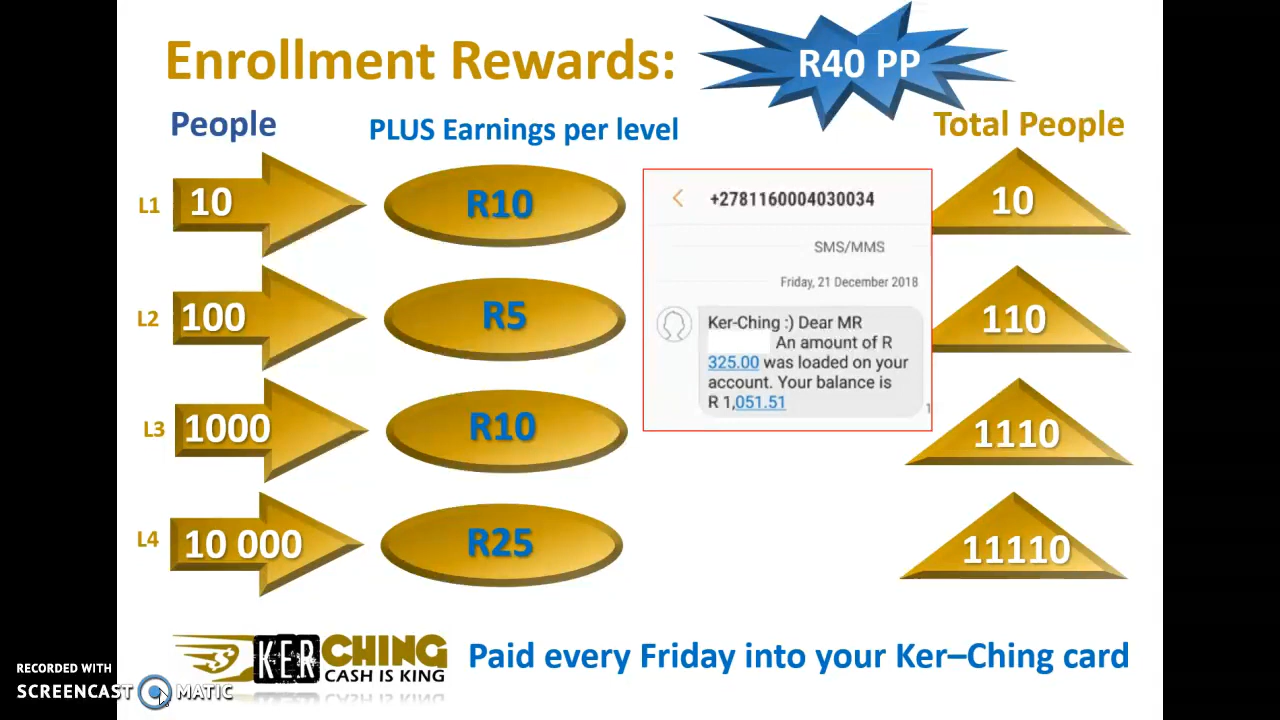 Enrollment Rewards:
R40 PP
People
PLUS Earnings per level
Total People
L1
10
R10
10
L2
100
R5
110
L3
1000
R10
1110
L4
10 000
R25
11110
+2781160004030034
SMS/MMS
Friday, 21 December 2018
Ker-Ching :) Dear MR
An amount of R
325.00 was loaded on your
account. Your balance is
R 1,051.51
1
KERCHING
CASH IS KING
Paid every Friday into your Ker–Ching card
RECORDED WITH
SCREENCAST MATIC